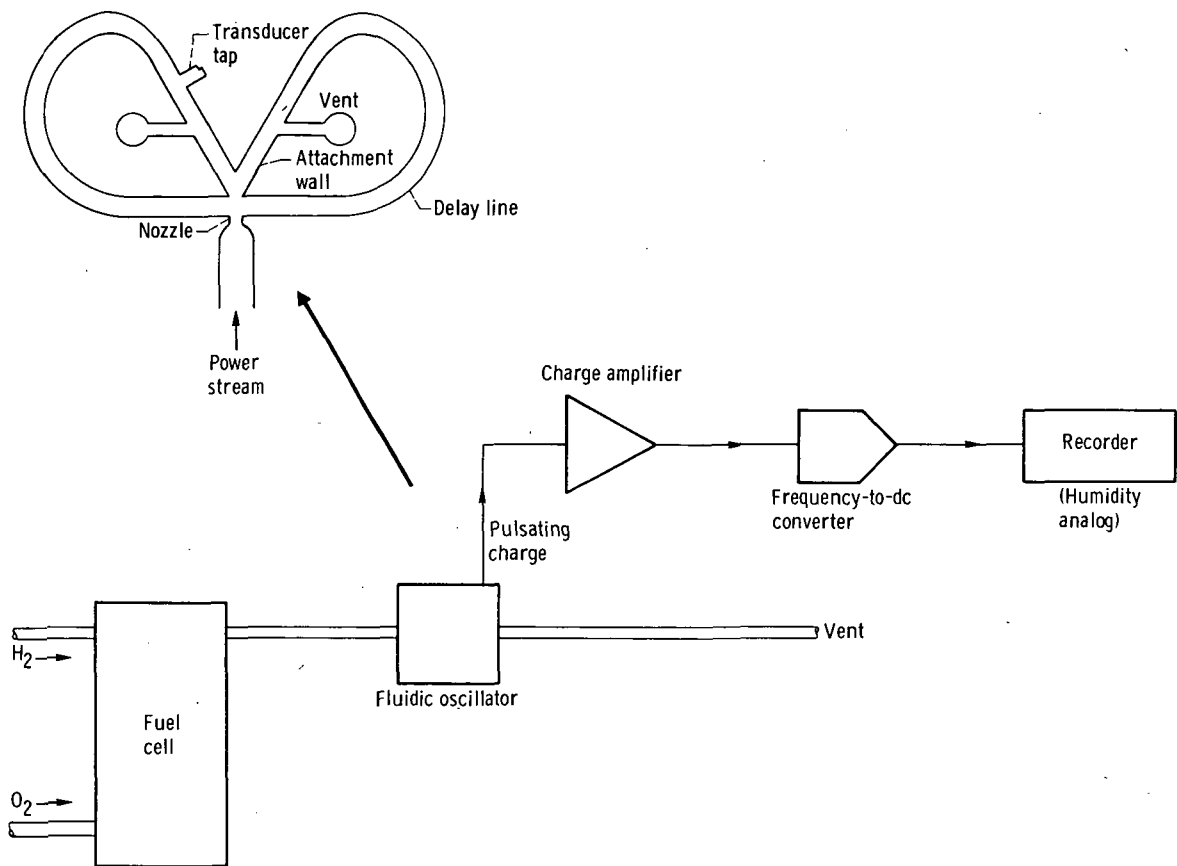 Transducer
tap
Vent
Attachment
wall
Delay line
Nozzle
Power
stream
Charge amplifier
Recorder
(Humidity
analog)
Frequency-to-dc
converter
Pulsating
charge
H2
Vent
Fluidic oscillator
Fuel
cell
O2